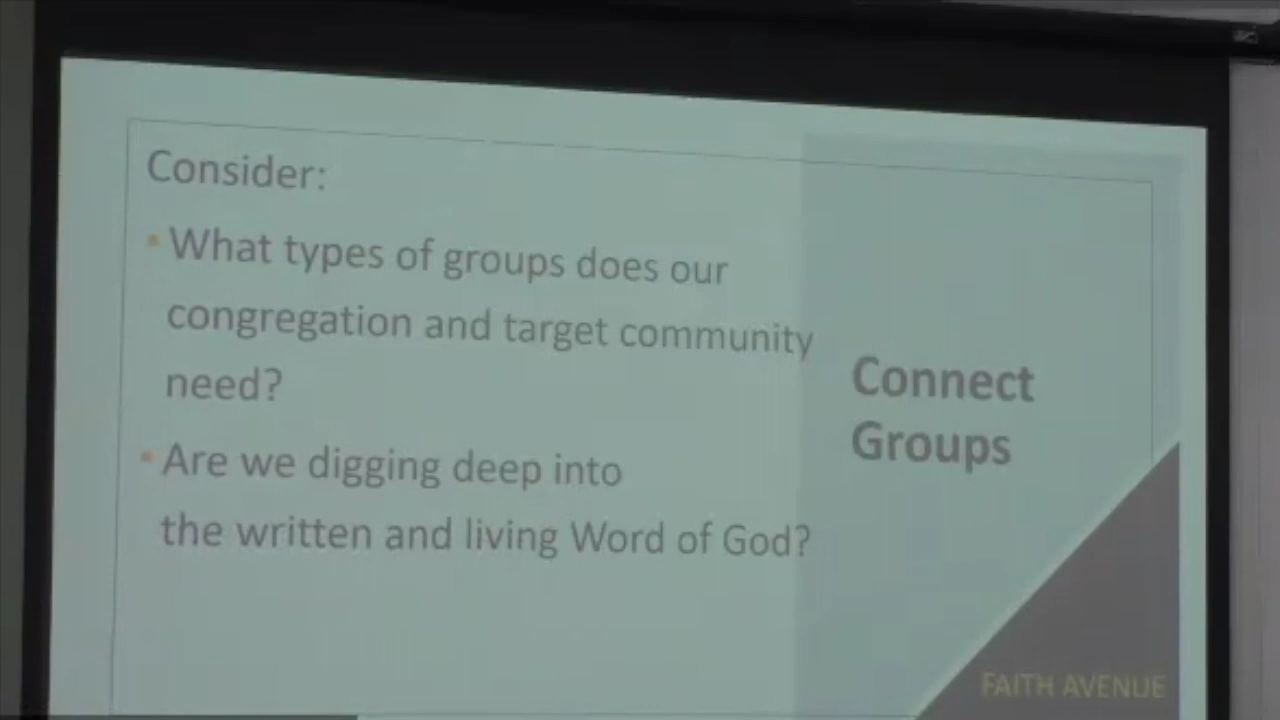 Consider:
▪ What types of groups does our
congregation and target community
need?
▪ Are we digging deep into
the written and living Word of God?
Connect
Groups
FAITH AVENUE